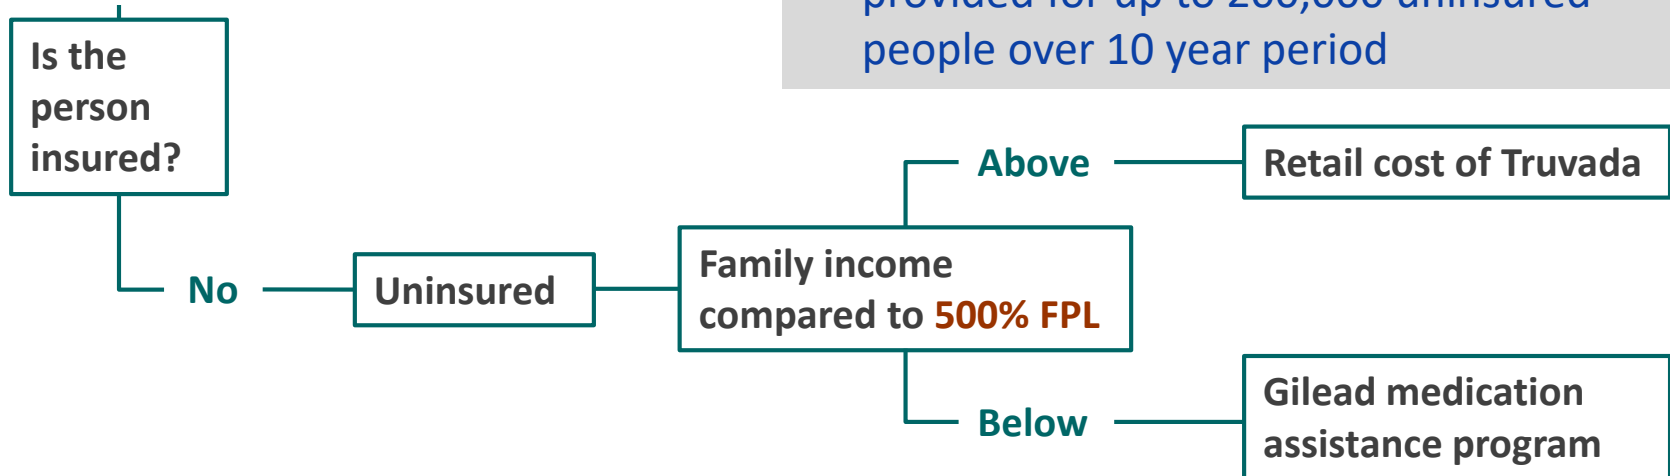 people over 10 year period
Is the
person
insured?
No
Uninsured
Family income
compared to 500% FPL
Above
Retail cost of Truvada
Below
Gilead medication
assistance program